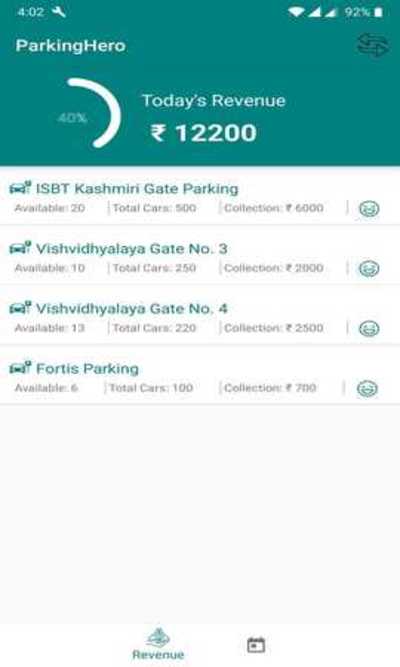 4:02
92%
ParkingHero
40%
Today's Revenue
₹ 12200
ISBT Kashmiri Gate Parking
Available: 20 Total Cars: 500 Collection: ₹ 6000
Vishvidhyalaya Gate No. 3
Available: 10 Total Cars: 250 Collection: ₹ 2000
Vishvidhyalaya Gate No. 4
Available: 13 Total Cars: 220 Collection: ₹ 2500
Fortis Parking
Available: 6 Total Cars: 100 Collection: ₹ 700
Revenue